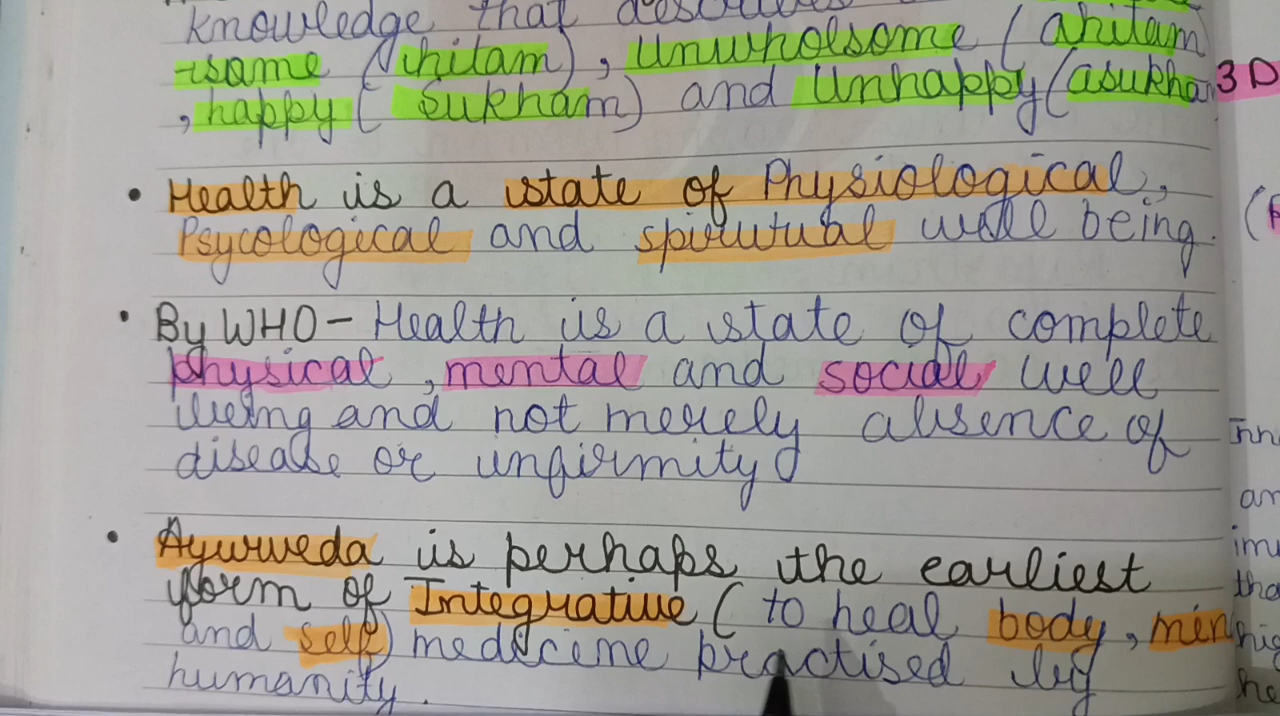 knowledge that describes
-some (hitam), Unwholsome (ahitam
, happy (Sukham) and Unhappy (asukha
3D
• Health is a state of Physiological,
Psycological and spirutual well being.
• By WHO - Health is a state of complete
physical, mental and social well
being and not merely absence of
disease or infirmity
• Ayurveda is perhaps the earliest
form of Integrative (to heal body, min
and self) medicine practised by
humanity.